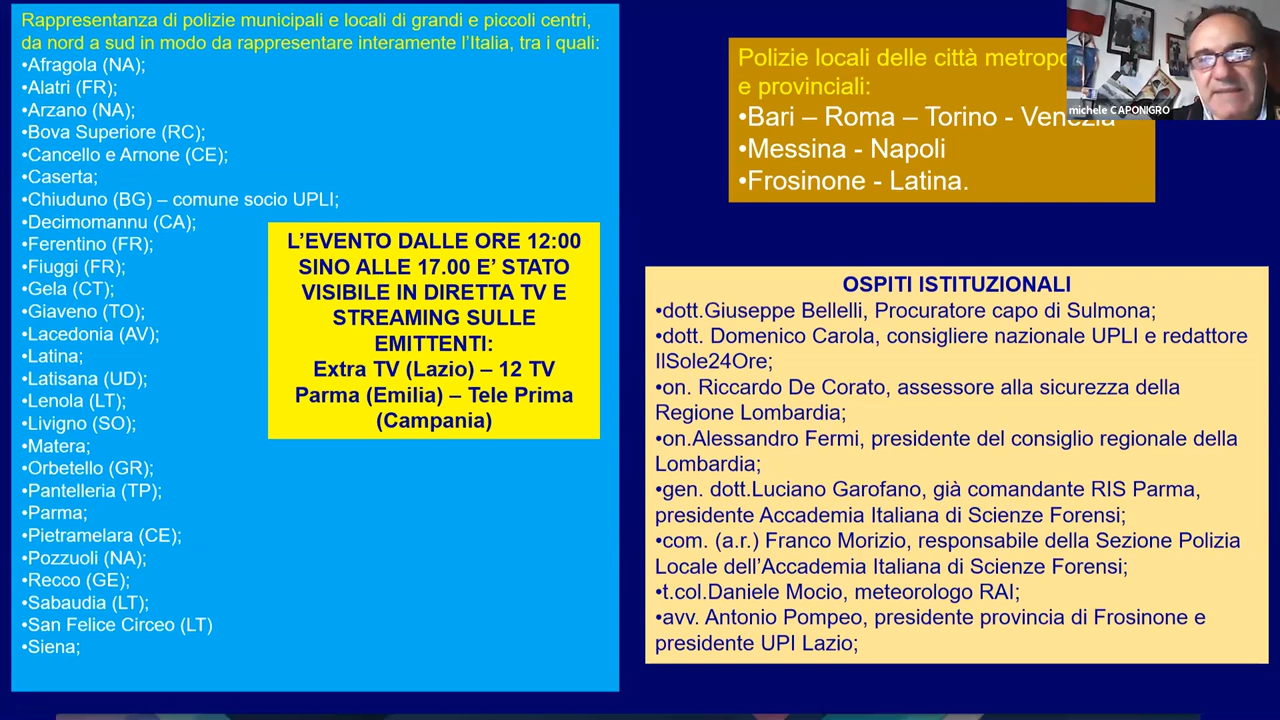 Rappresentanza di polizie municipali e locali di grandi e piccoli centri,
da nord a sud in modo da rappresentare interamente l'Italia, tra i quali:
•Afragola (NA);
•Alatri (FR);
•Arzano (NA);
•Bova Superiore (RC);
•Cancello e Arnone (CE);
•Caserta;
•Chiuduno (BG) – comune socio UPLI;
•Decimomannu (CA);
•Ferentino (FR);
•Fiuggi (FR);
•Gela (CT);
•Giaveno (TO);
•Lacedonia (AV);
•Latina;
•Latisana (UD);
•Lenola (LT);
•Livigno (SO);
•Matera;
•Orbetello (GR);
•Pantelleria (TP);
•Parma;
•Pietramelara (CE);
•Pozzuoli (NA);
•Recco (GE);
•Sabaudia (LT);
•San Felice Circeo (LT)
•Siena;
L'EVENTO DALLE ORE 12:00
SINO ALLE 17.00 E' STATO
VISIBILE IN DIRETTA TV E
STREAMING SULLE
EMITTENTI:
Extra TV (Lazio) – 12 TV
Parma (Emilia) – Tele Prima
(Campania)
Polizie locali delle città
e provinciali:
•Bari – Roma – Torino - Venezia
•Messina - Napoli
•Frosinone - Latina.
michele CAPONIGRO
OSPITI ISTITUZIONALI
•dott.Giuseppe Bellelli, Procuratore capo di Sulmona;
•dott. Domenico Carola, consigliere nazionale UPLI e redattore
IlSole24Ore;
•on. Riccardo De Corato, assessore alla sicurezza della
Regione Lombardia;
•on.Alessandro Fermi, presidente del consiglio regionale della
Lombardia;
•gen. dott.Luciano Garofano, già comandante RIS Parma,
presidente Accademia Italiana di Scienze Forensi;
•com. (a.r.) Franco Morizio, responsabile della Sezione Polizia
Locale dell'Accademia Italiana di Scienze Forensi;
•t.col.Daniele Mocio, meteorologo RAI;
•avv. Antonio Pompeo, presidente provincia di Frosinone e
presidente UPI Lazio;